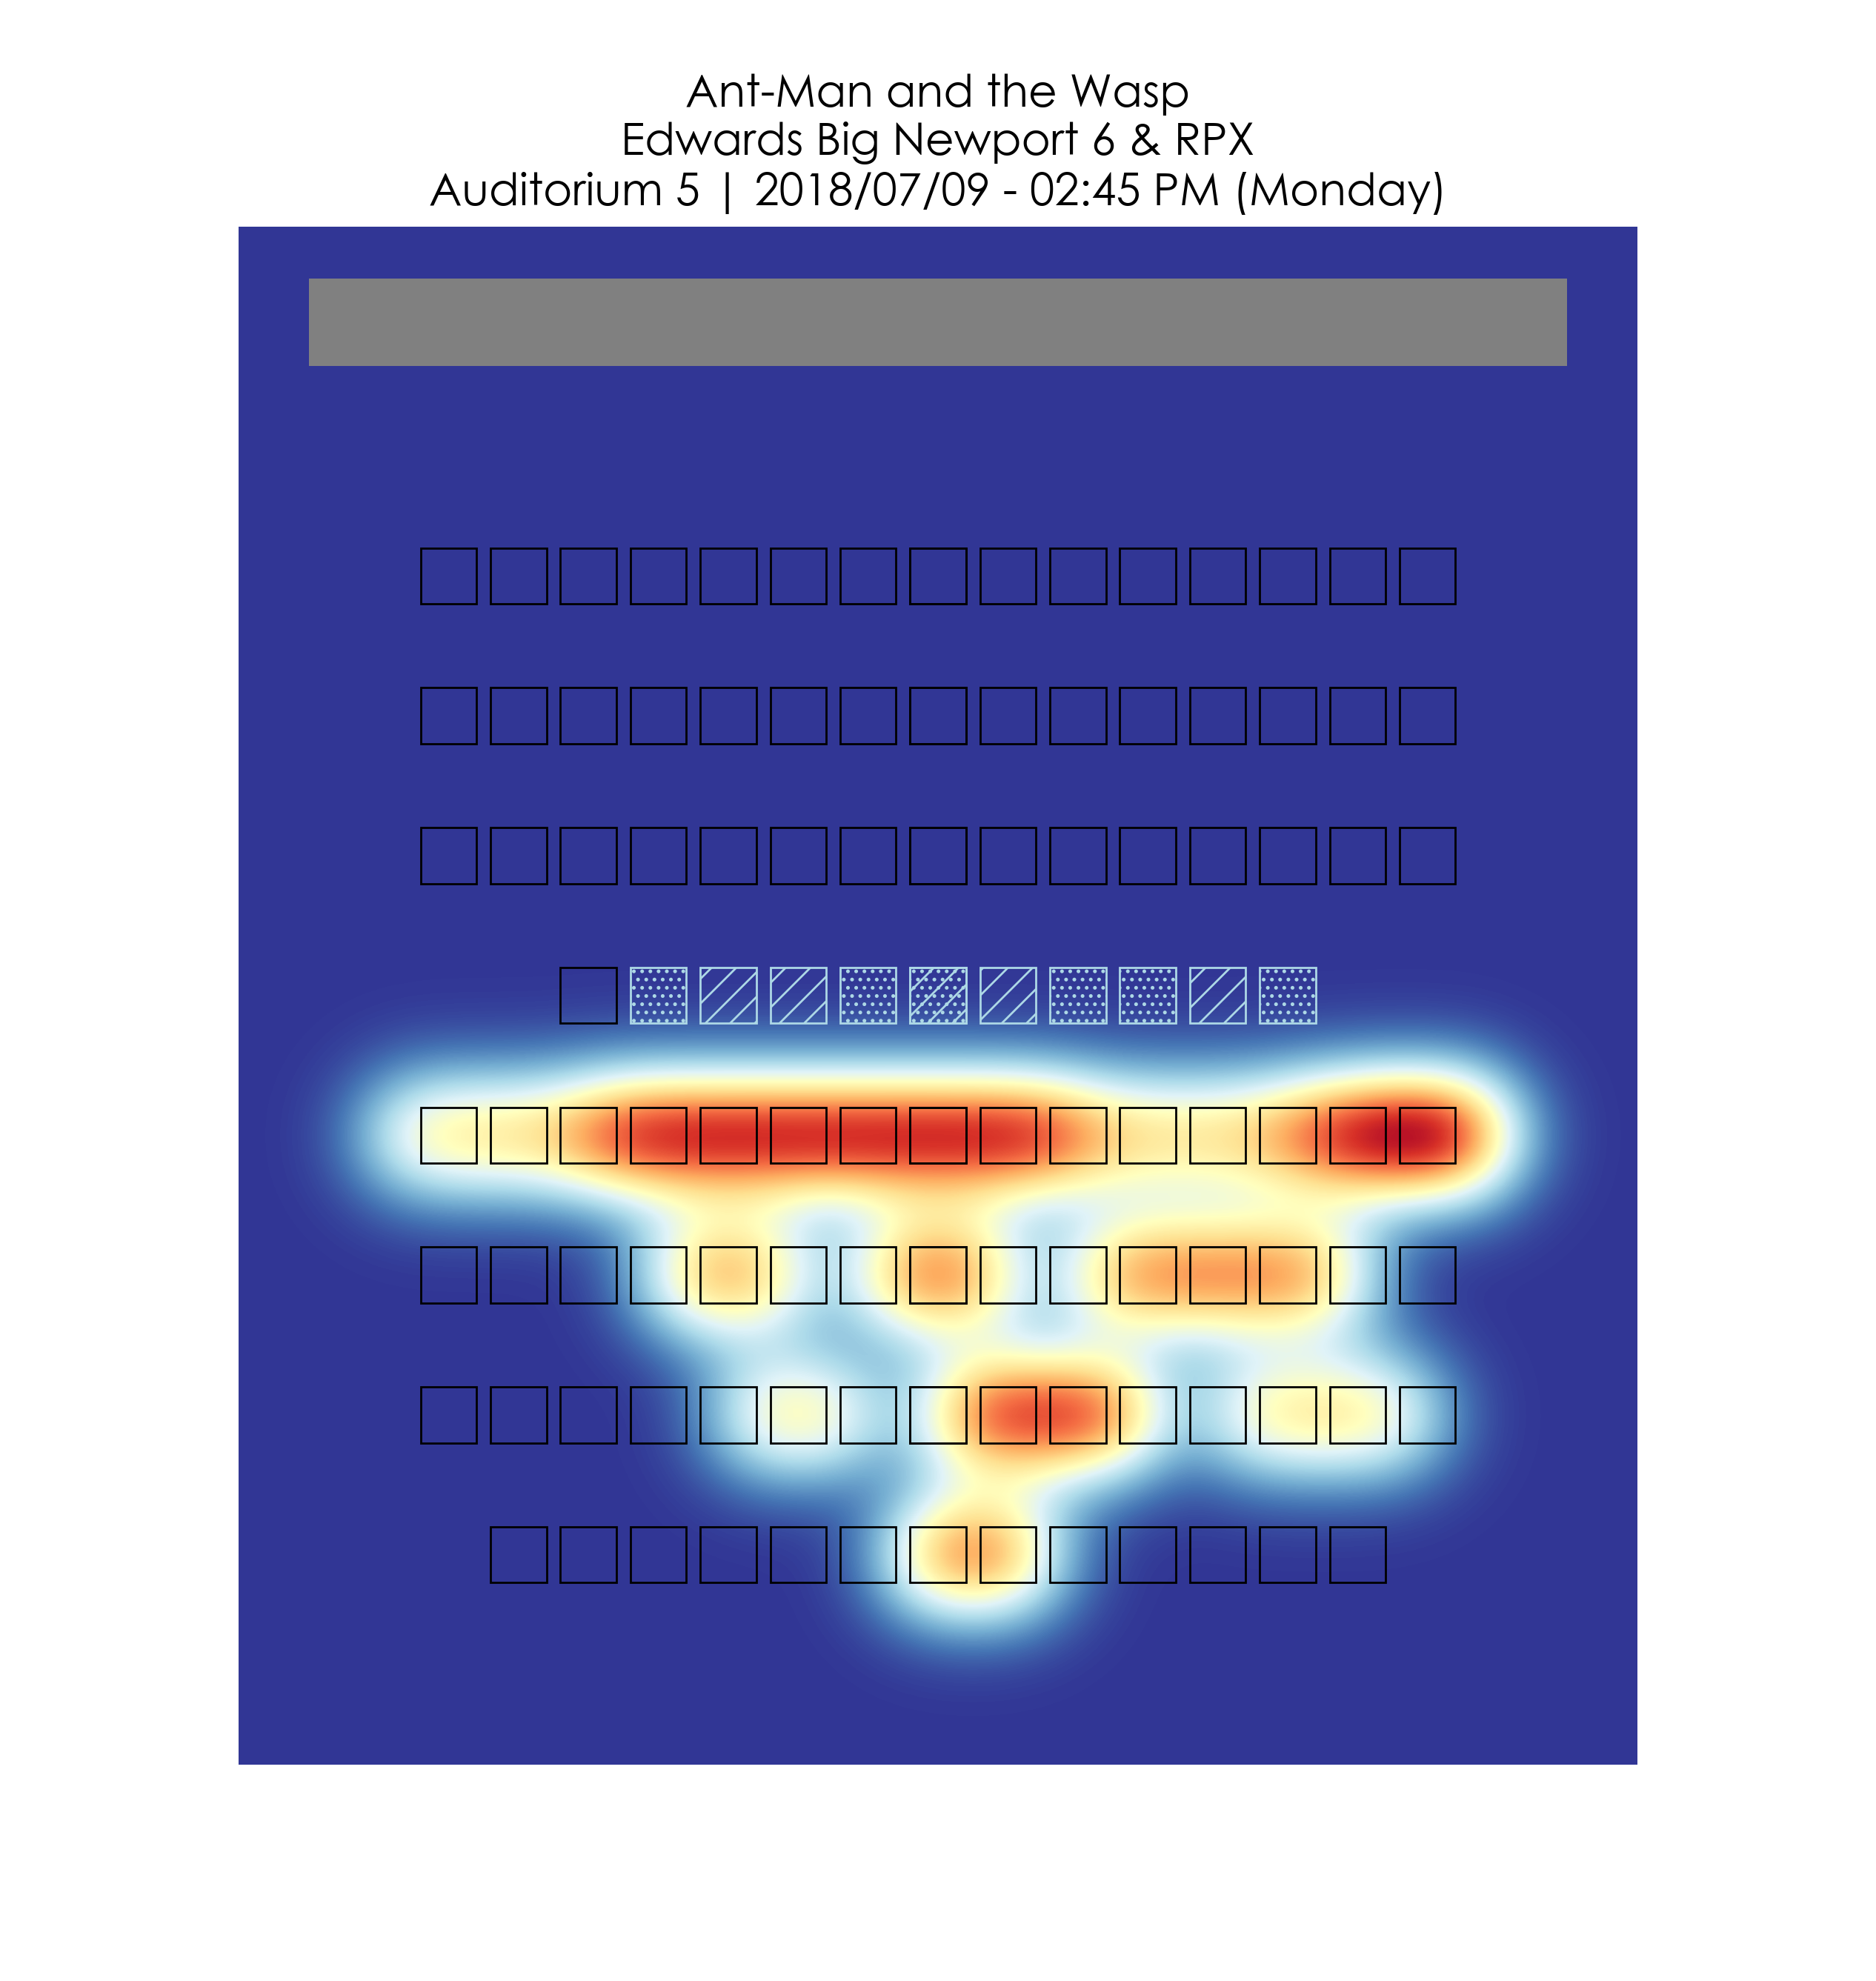 Ant-Man and the Wasp
Edwards Big Newport 6 & RPX
Auditorium 5 | 2018/07/09 - 02:45 PM (Monday)